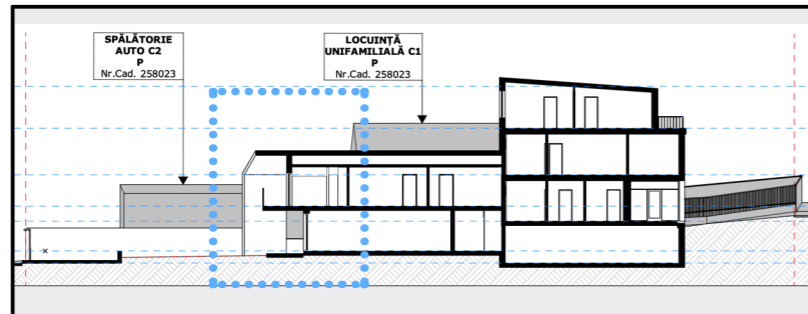 SPĂLĂTORIE
AUTO C2
P
Nr.Cad. 258023
LOCUINȚĂ
UNIFAMILIALĂ C1
P
Nr.Cad. 258023